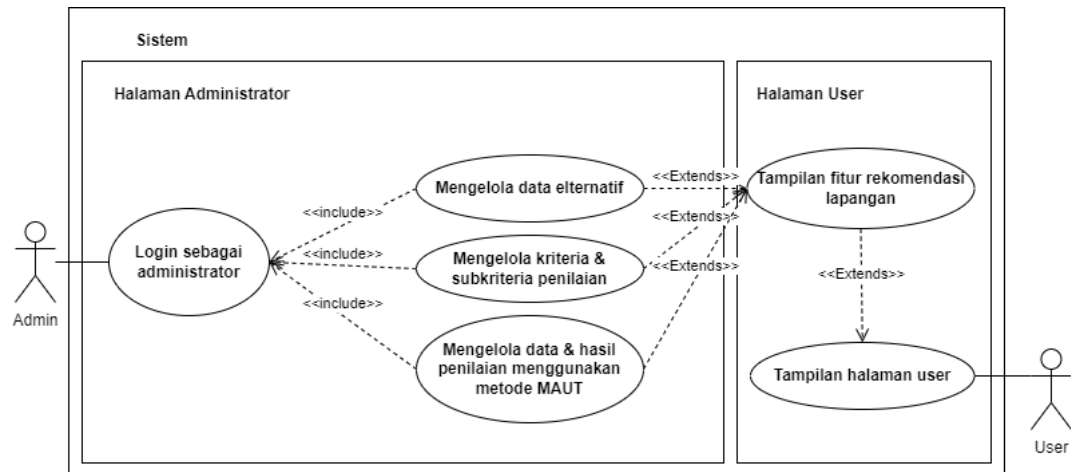 Sistem
Halaman Administrator
Halaman User
Mengelola data elternatif
<<Extends>>
Tampilan fitur rekomendasi
lapangan
<<include>>
<<Extends>>
Login sebagai
administrator
<<include>>
Mengelola kriteria &
subkriteria penilaian
<<Extends>>
<<Extends>>
<<include>>
Admin
Mengelola data & hasil
penilaian menggunakan
metode MAUT
Tampilan halaman user
User